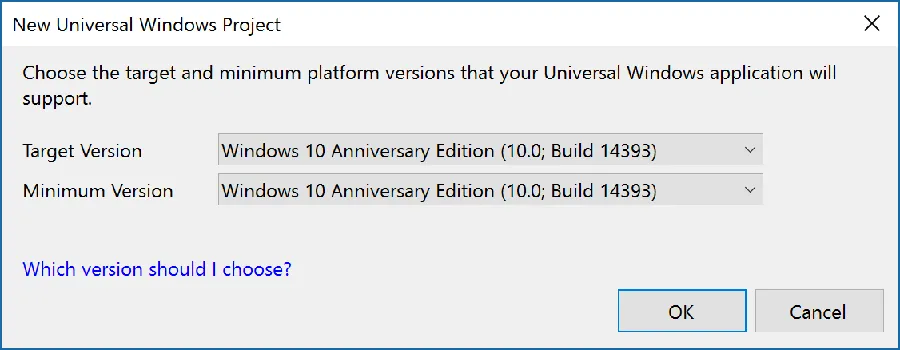 New Universal Windows Project
Choose the target and minimum platform versions that your Universal Windows application will
support.
Target Version Windows 10 Anniversary Edition (10.0; Build 14393)
Minimum Version Windows 10 Anniversary Edition (10.0; Build 14393)
Which version should I choose?
OK Cancel